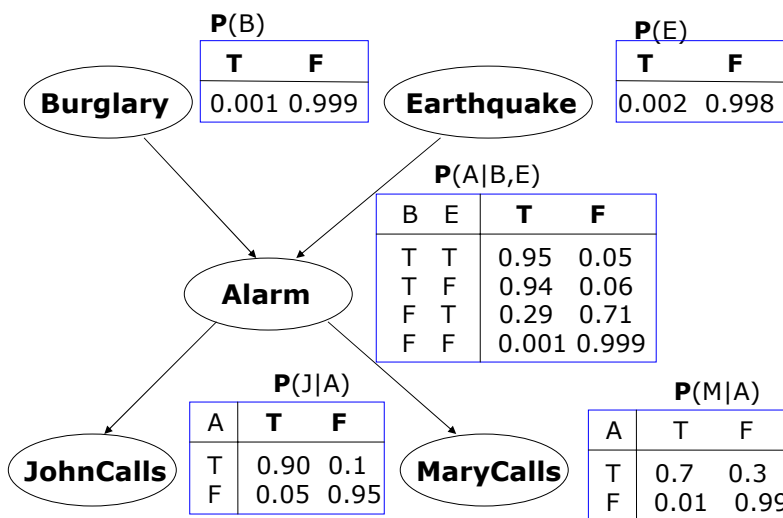 P(B)
T F
0.001 0.999
Burglary
P(E)
T F
0.002 0.998
Earthquake
P(A|B,E)
B E T F
T T 0.95 0.05
T F 0.94 0.06
F T 0.29 0.71
F F 0.001 0.999
Alarm
P(J|A)
A T F
T 0.90 0.1
F 0.05 0.95
JohnCalls
P(M|A)
A T F
T 0.7 0.3
F 0.01 0.99
MaryCalls